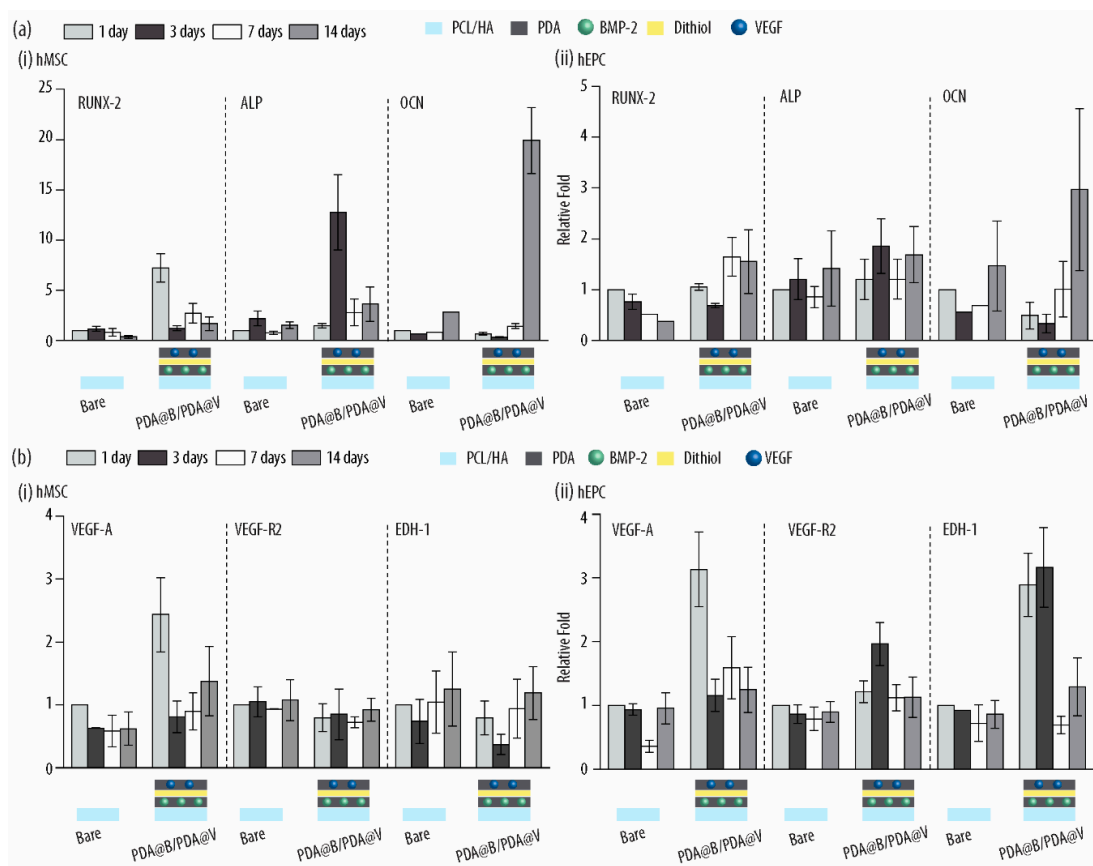 (a) 1 day 3 days 7 days 14 days PCL/HA PDA BMP-2 Dithiol VEGF
(i) hMSC
RUNX-2 ALP OCN
25
20
15
10
5
0
Bare PDA@B/PDA@V Bare PDA@B/PDA@V Bare PDA@B/PDA@V
(ii) hEPC
RUNX-2 ALP OCN
Relative Fold
5
4
3
2
1
0
Bare PDA@B/PDA@V Bare PDA@B/PDA@V Bare PDA@B/PDA@V
(b) 1 day 3 days 7 days 14 days PCL/HA PDA BMP-2 Dithiol VEGF
(i) hMSC
VEGF-A VEGF-R2 EDH-1
4
3
2
1
0
Bare PDA@B/PDA@V Bare PDA@B/PDA@V Bare PDA@B/PDA@V
(ii) hEPC
VEGF-A VEGF-R2 EDH-1
Relative Fold
4
3
2
1
0
Bare PDA@B/PDA@V Bare PDA@B/PDA@V Bare PDA@B/PDA@V